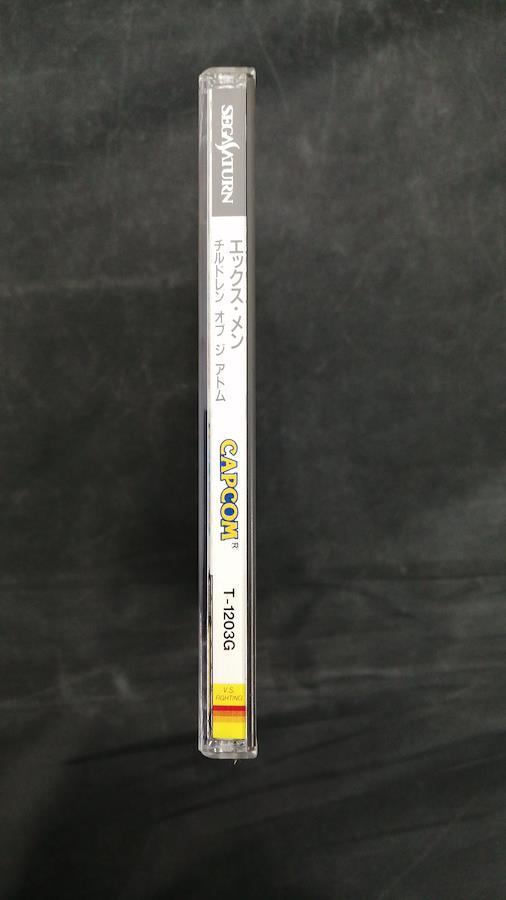 SEGA SATURN
エックス・メン
チルドレン オブ ジ アトム
CAPCOM®
T-1203G
V.S.
FIGHTING